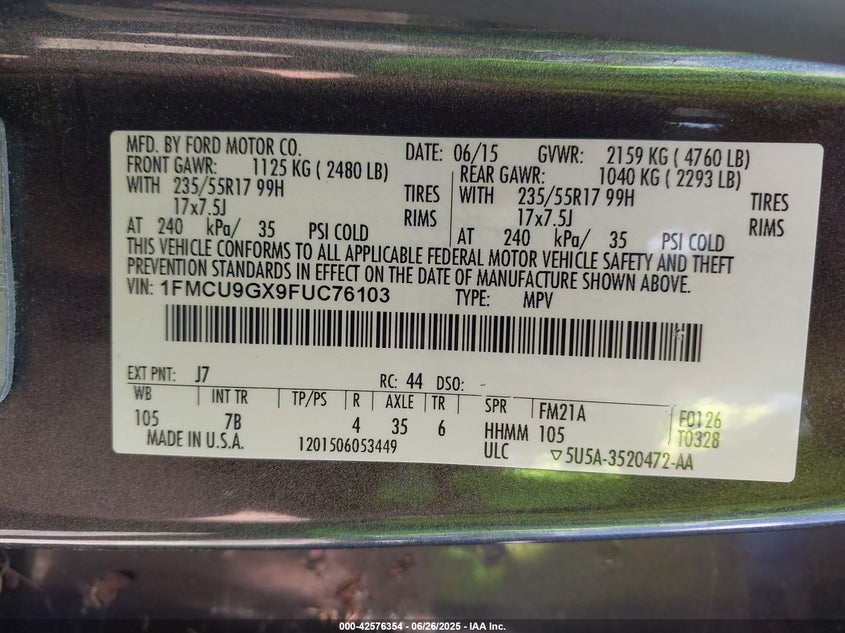 MFD. BY FORD MOTOR CO. DATE: 06/15 GVWR: 2159 KG ( 4760 LB)
FRONT GAWR: 1125 KG ( 2480 LB) REAR GAWR: 1040 KG ( 2293 LB)
WITH 235/55R17 99H TIRES WITH 235/55R17 99H TIRES
17x7.5J RIMS 17x7.5J RIMS
AT 240 kPa/ 35 PSI COLD AT 240 kPa/ 35 PSI COLD
THIS VEHICLE CONFORMS TO ALL APPLICABLE FEDERAL MOTOR VEHICLE SAFETY AND THEFT
PREVENTION STANDARDS IN EFFECT ON THE DATE OF MANUFACTURE SHOWN ABOVE.
VIN: 1FMCU9GX9FUC76103 TYPE: MPV
EXT PNT: J7 RC: 44 DSO: -
WB INT TR TP/PS R AXLE TR SPR FM21A F0126
105 7B 4 35 6 HHMM 105 T0328
MADE IN U.S.A. 1201506053449 ULC ▽5U5A-3520472-AA
000-42576354 | 06/26/2025 - IAA Inc.